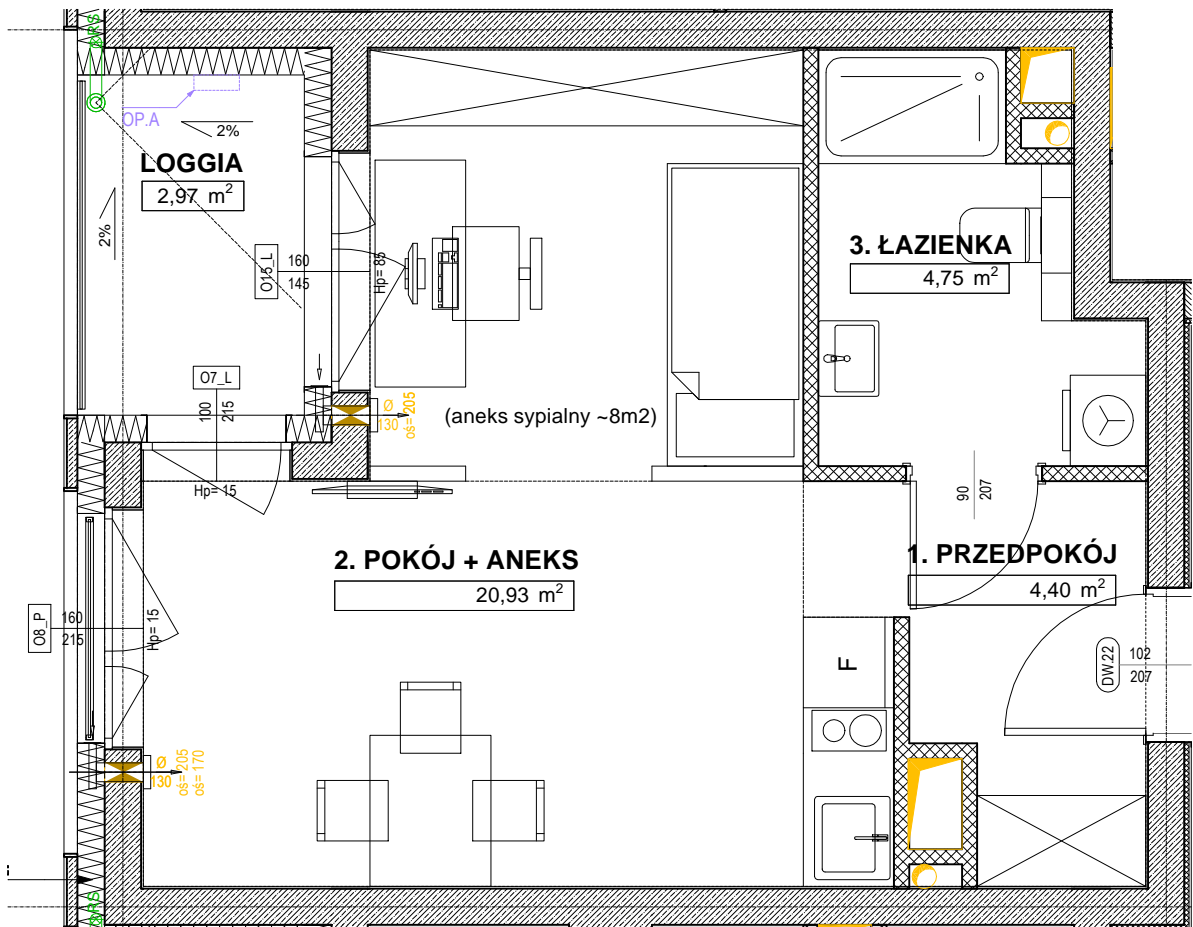 OP.A
2%
LOGGIA
2,97 m²
2%
O15_L
160
145
Hp= 85
3. ŁAZIENKA
4,75 m²
O7_L
100
215
Hp= 15
Ø
130
oś= 205
(aneks sypialny ~8m2)
90
207
2. POKÓJ + ANEKS
20,93 m²
1. PRZEDPOKÓJ
4,40 m²
O8_P
160
215
Hp= 15
F
DW.22
102
207
Ø
130
oś= 205
oś= 170